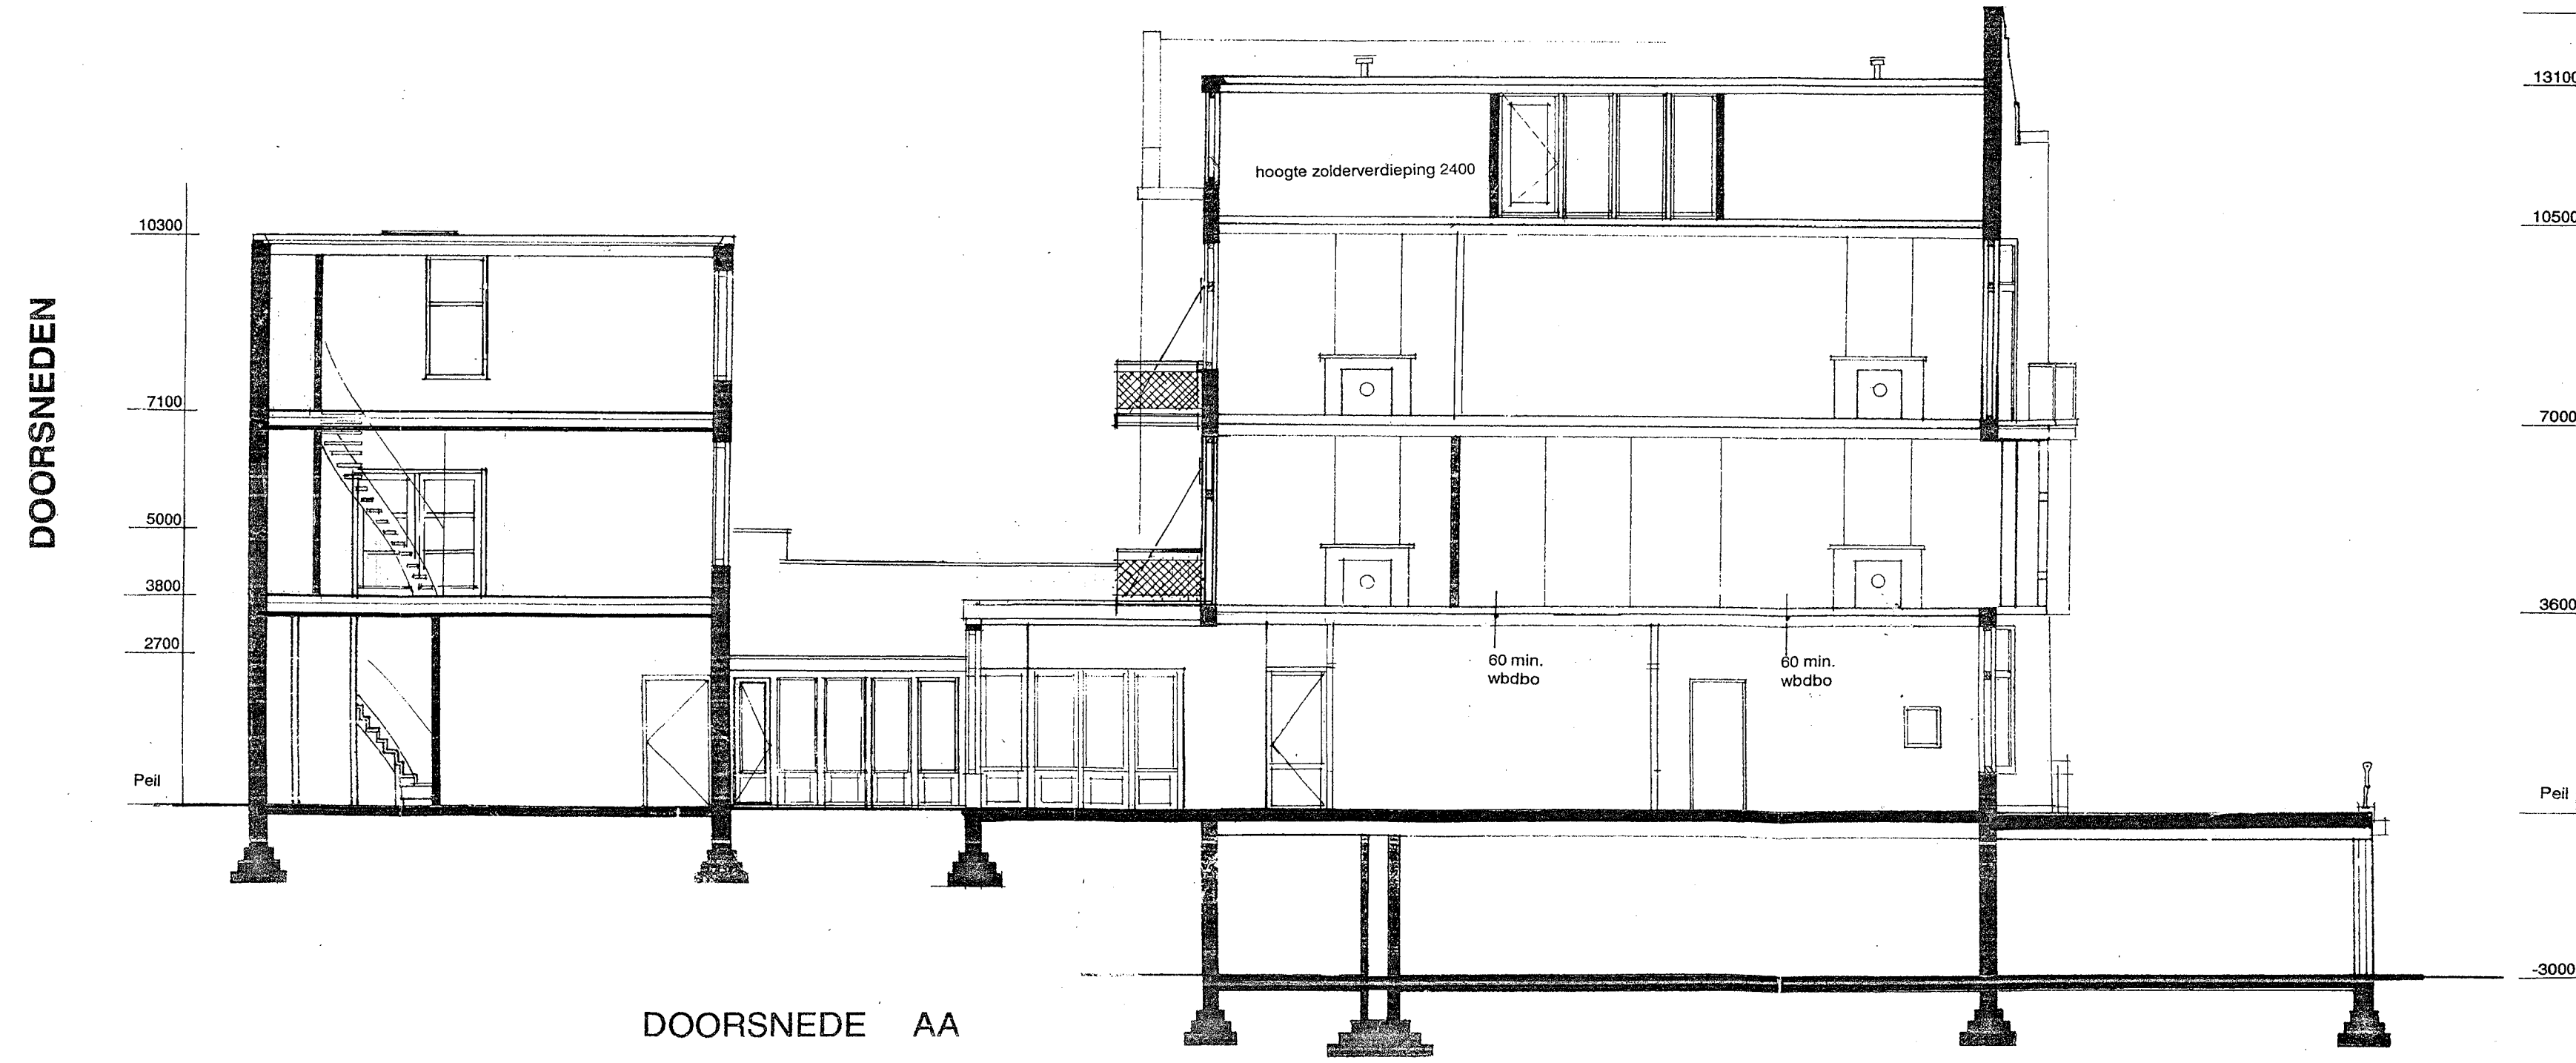 DOORSNEDEN
10300
7100
5000
3800
2700
Peil
hoogte zolderverdieping 2400
60 min.
wbdbo
60 min.
wbdbo
13100
10500
7000
3600
Peil
-3000
DOORSNEDE AA